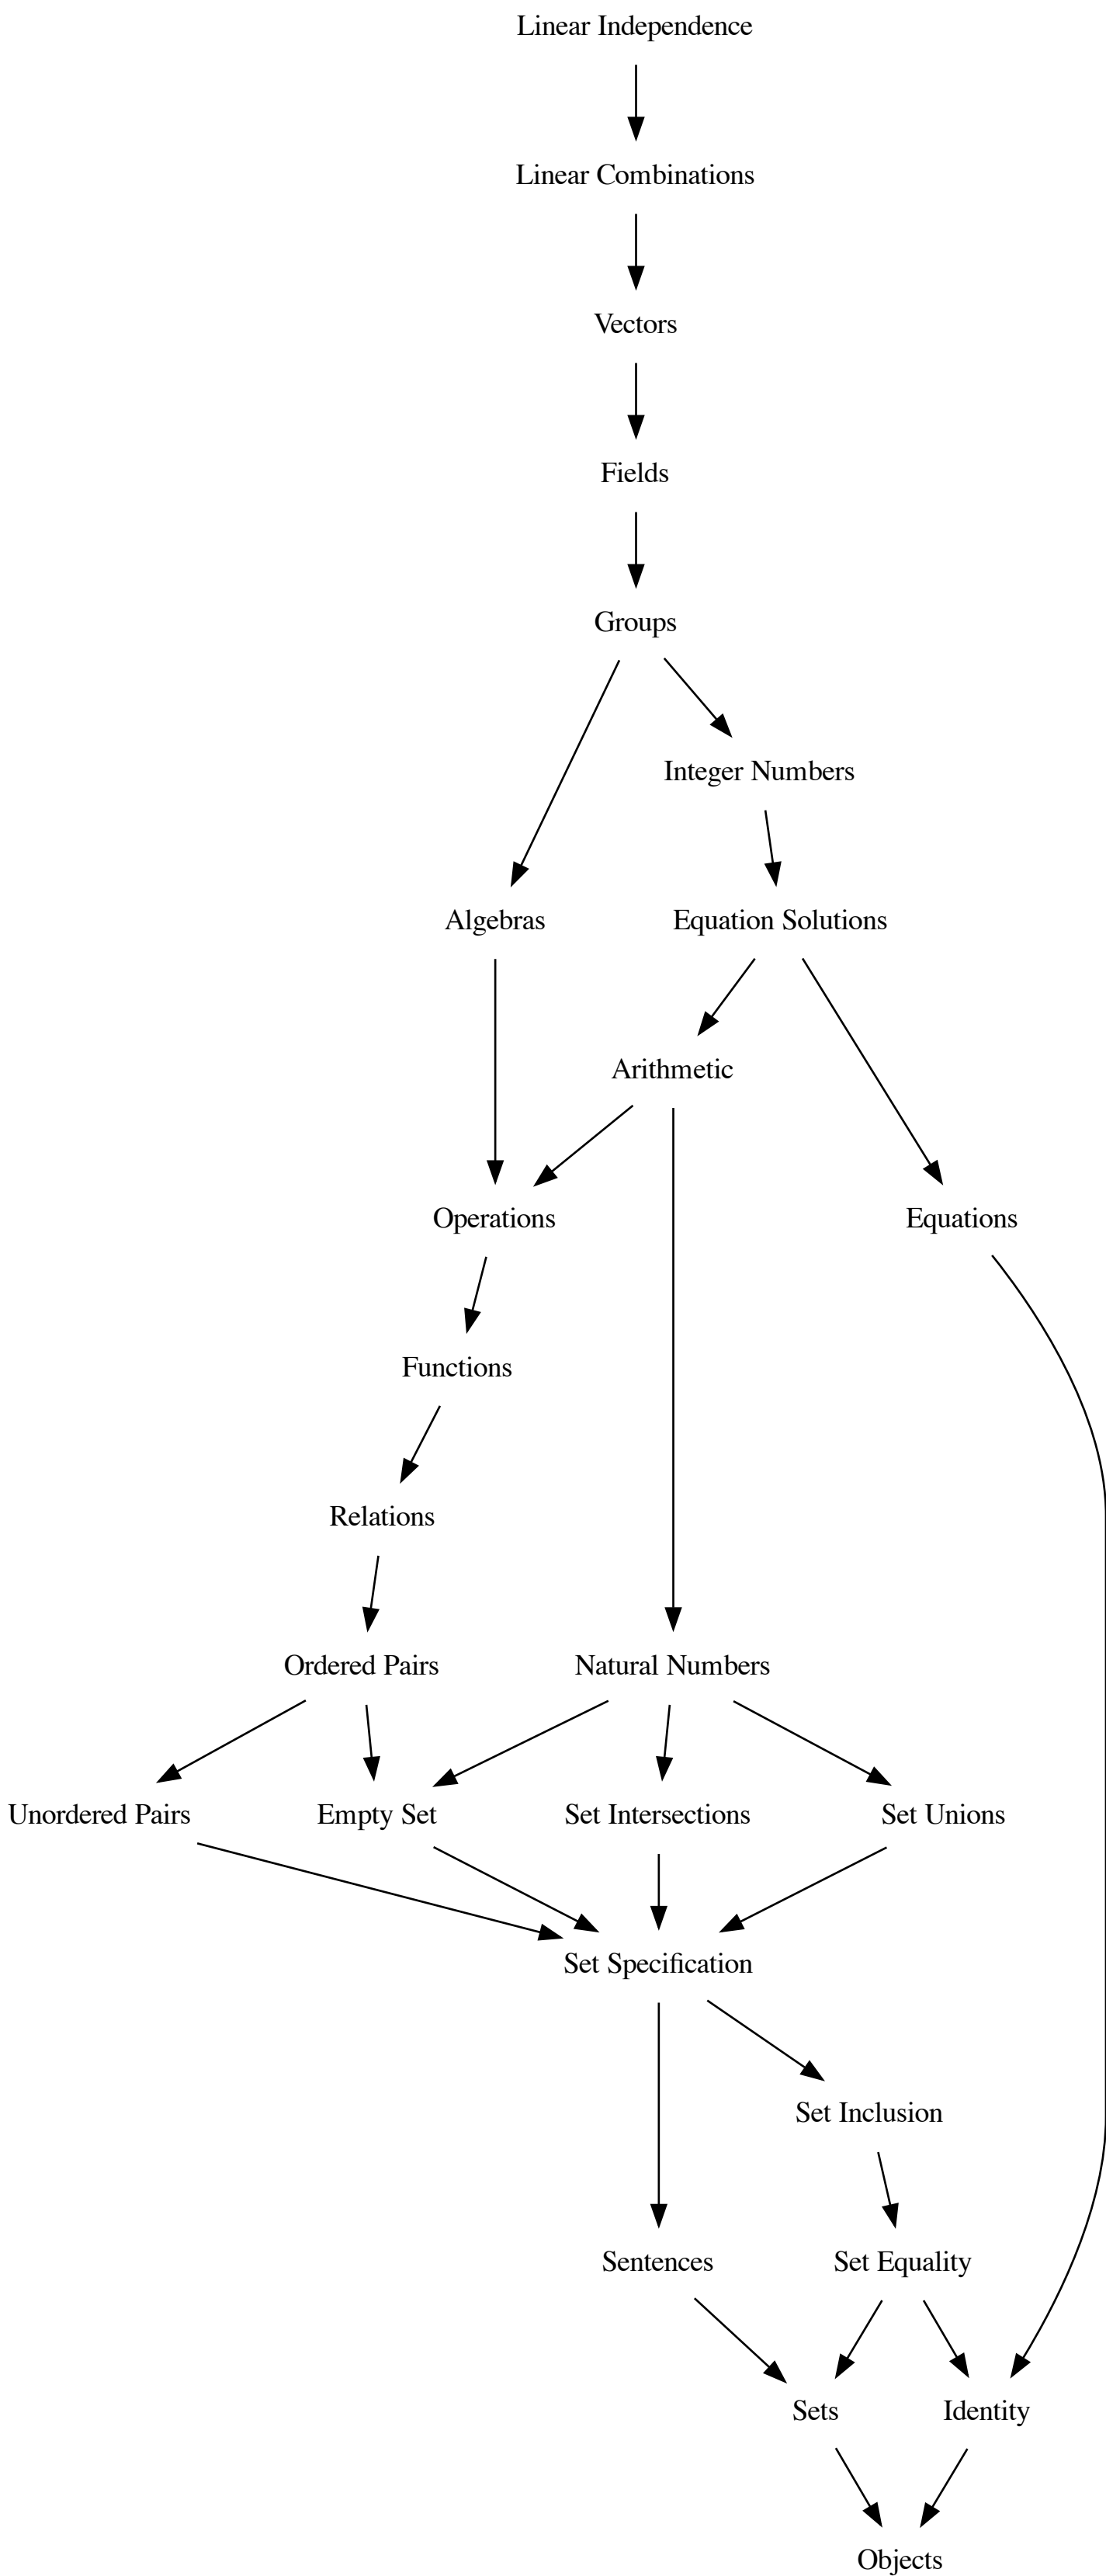 Linear Independence
Linear Combinations
Vectors
Fields
Groups
Integer Numbers
Algebras
Equation Solutions
Arithmetic
Operations
Equations
Functions
Relations
Ordered Pairs
Natural Numbers
Unordered Pairs
Empty Set
Set Intersections
Set Unions
Set Specification
Set Inclusion
Sentences
Set Equality
Sets
Identity
Objects